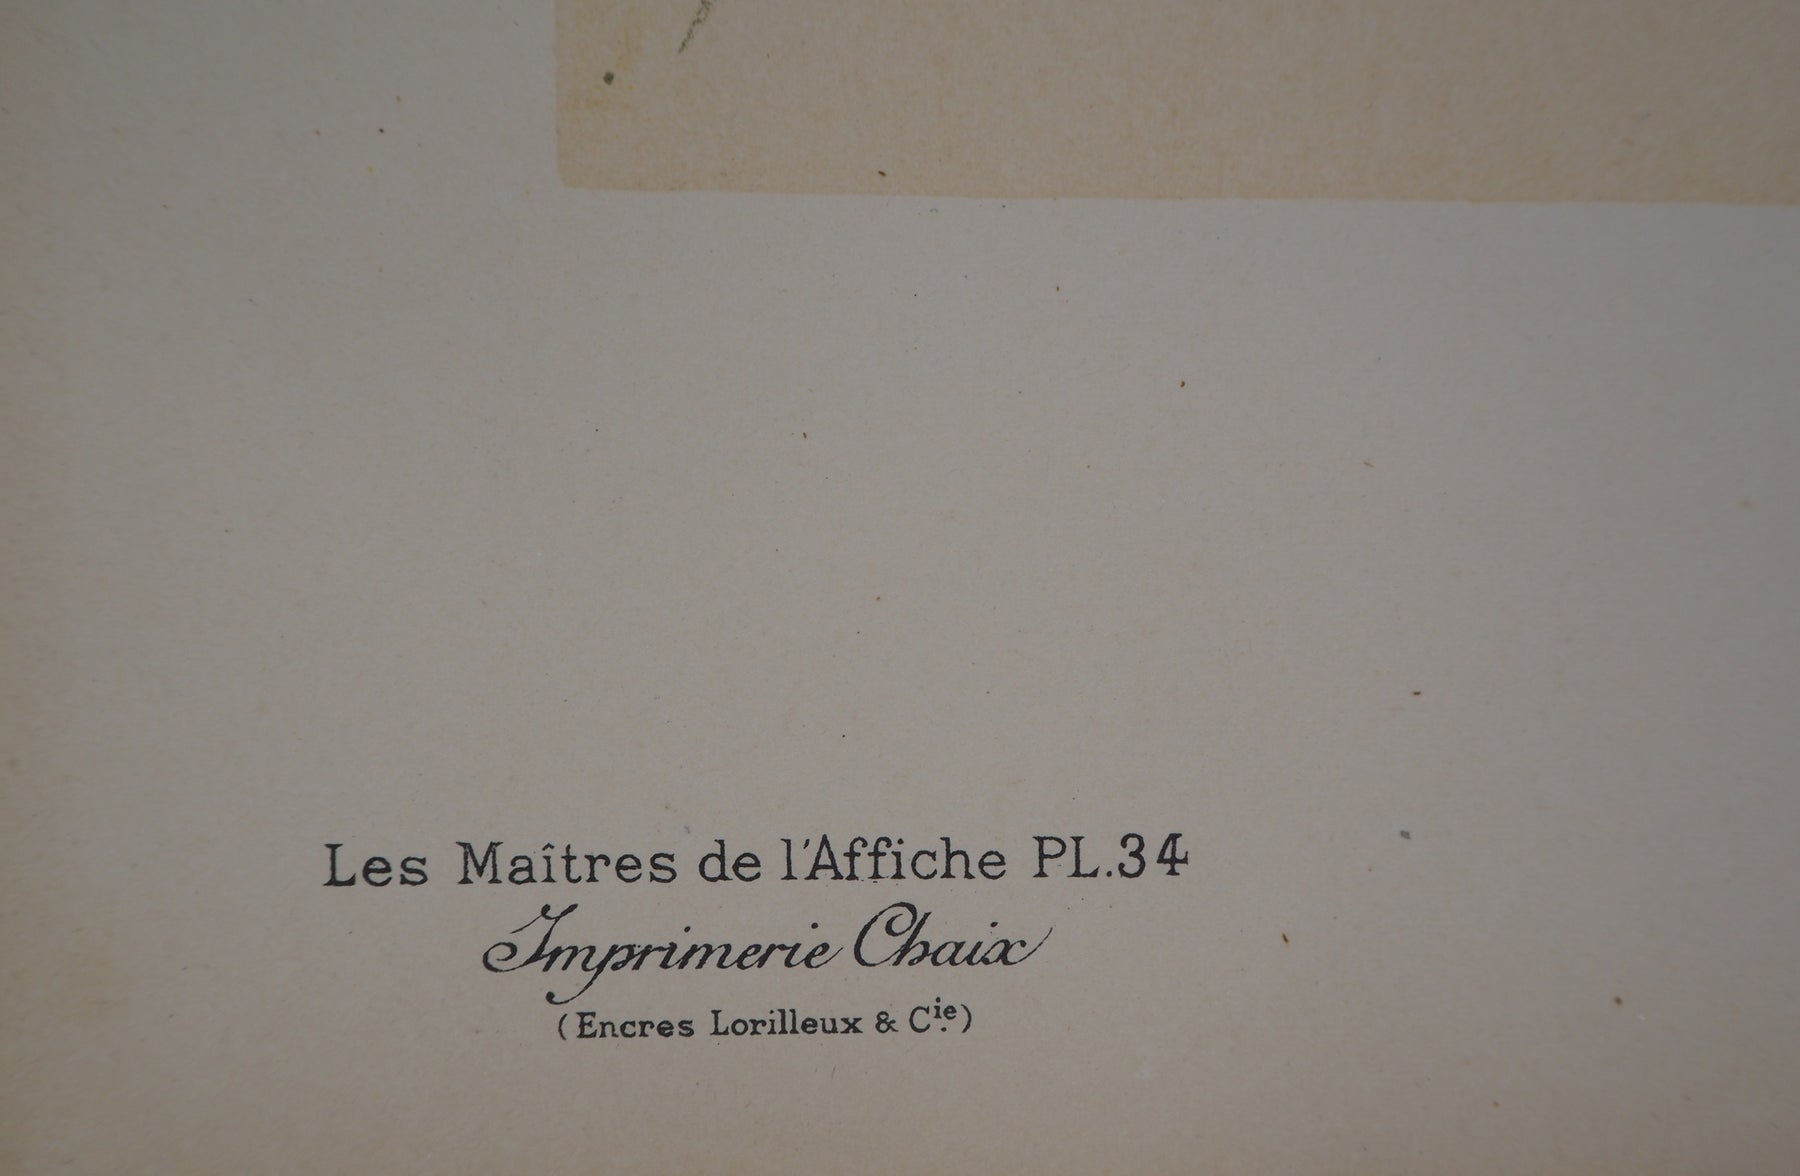 Les Maîtres de l'Affiche PL.34
Imprimerie Chaix
(Encres Lorilleux & Cie.)